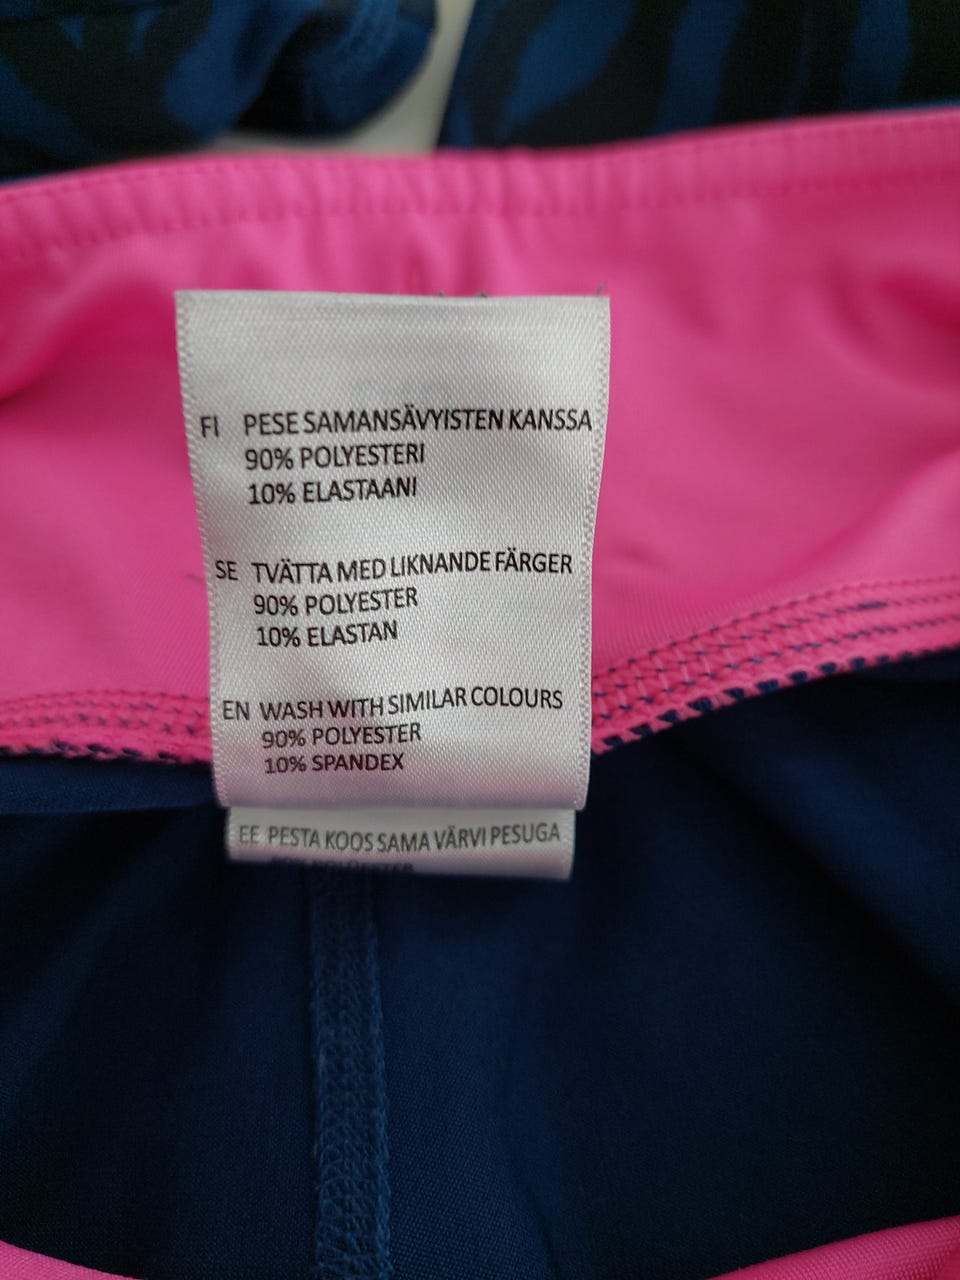 FI PESE SAMANSÄVYISTEN KANSSA
90% POLYESTERI
10% ELASTAANI
SE TVÄTTA MED LIKNANDE FÄRGER
90% POLYESTER
10% ELASTAN
EN WASH WITH SIMILAR COLOURS
90% POLYESTER
10% SPANDEX
EE PESTA KOOS SAMA VÄRVI PESUGA